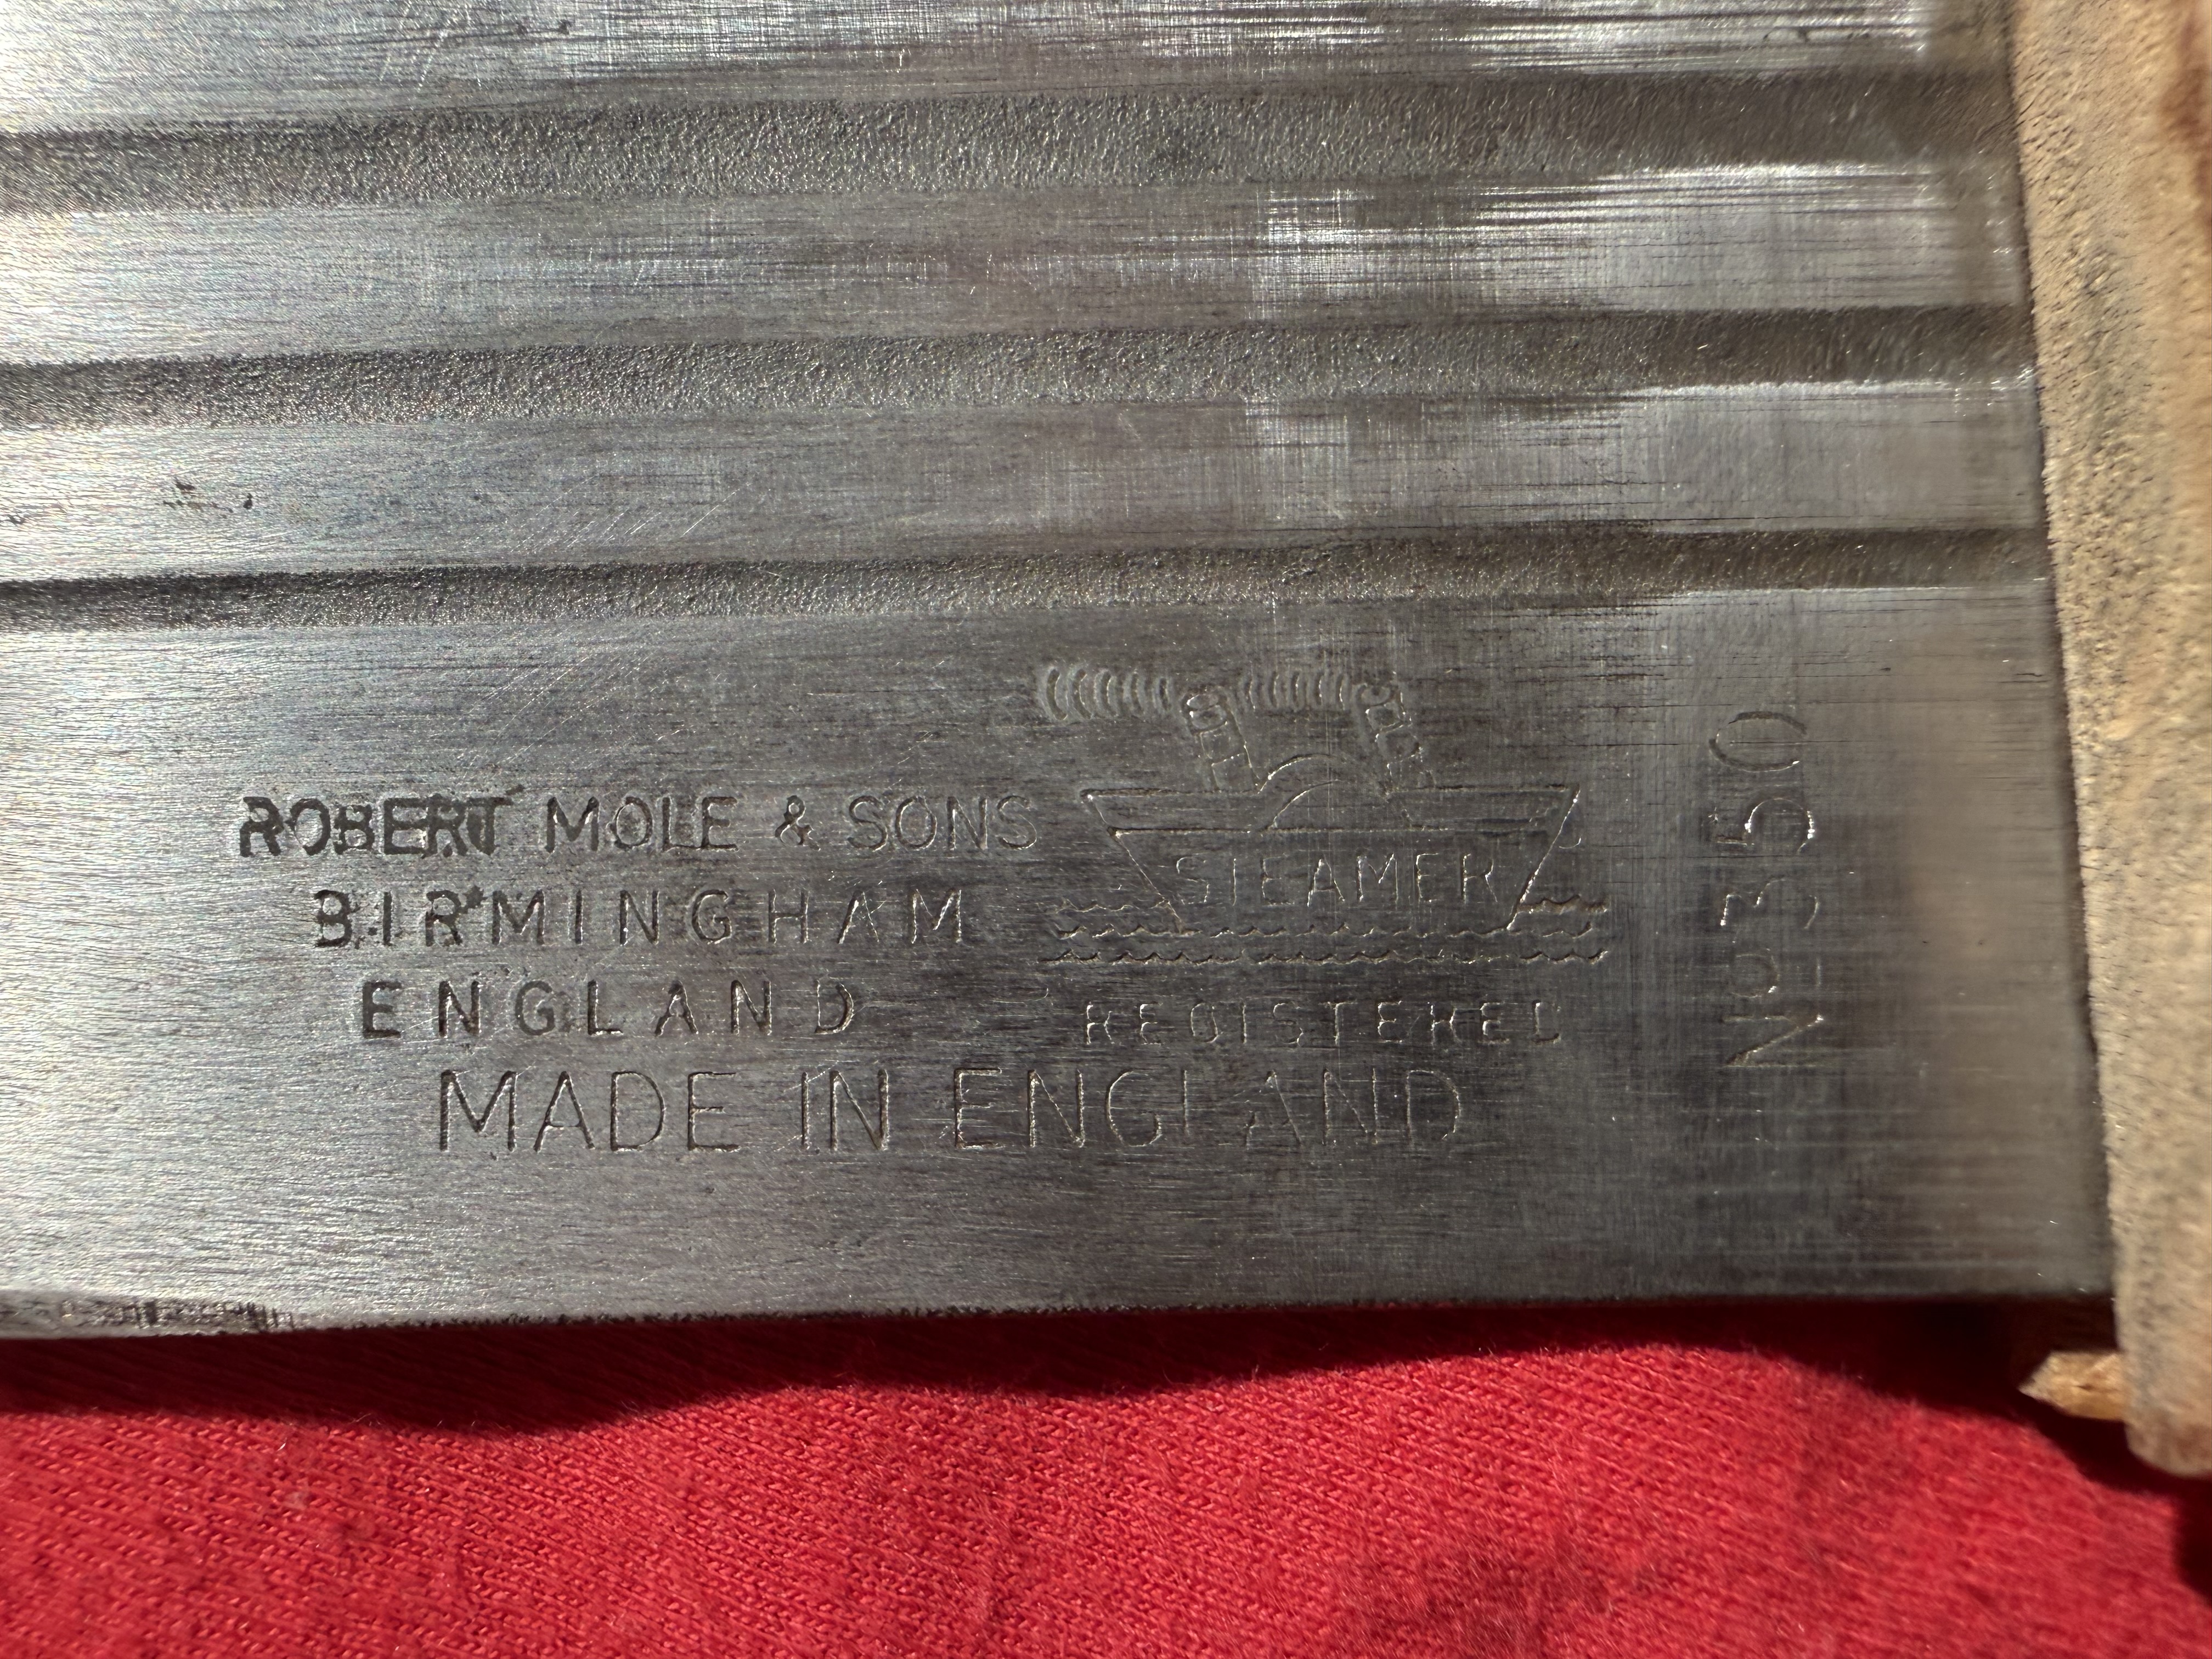 ROBERT MOLE & SONS
BIRMINGHAM
ENGLAND
STEAMER
REGISTERED
MADE IN ENGLAND
Nº 350